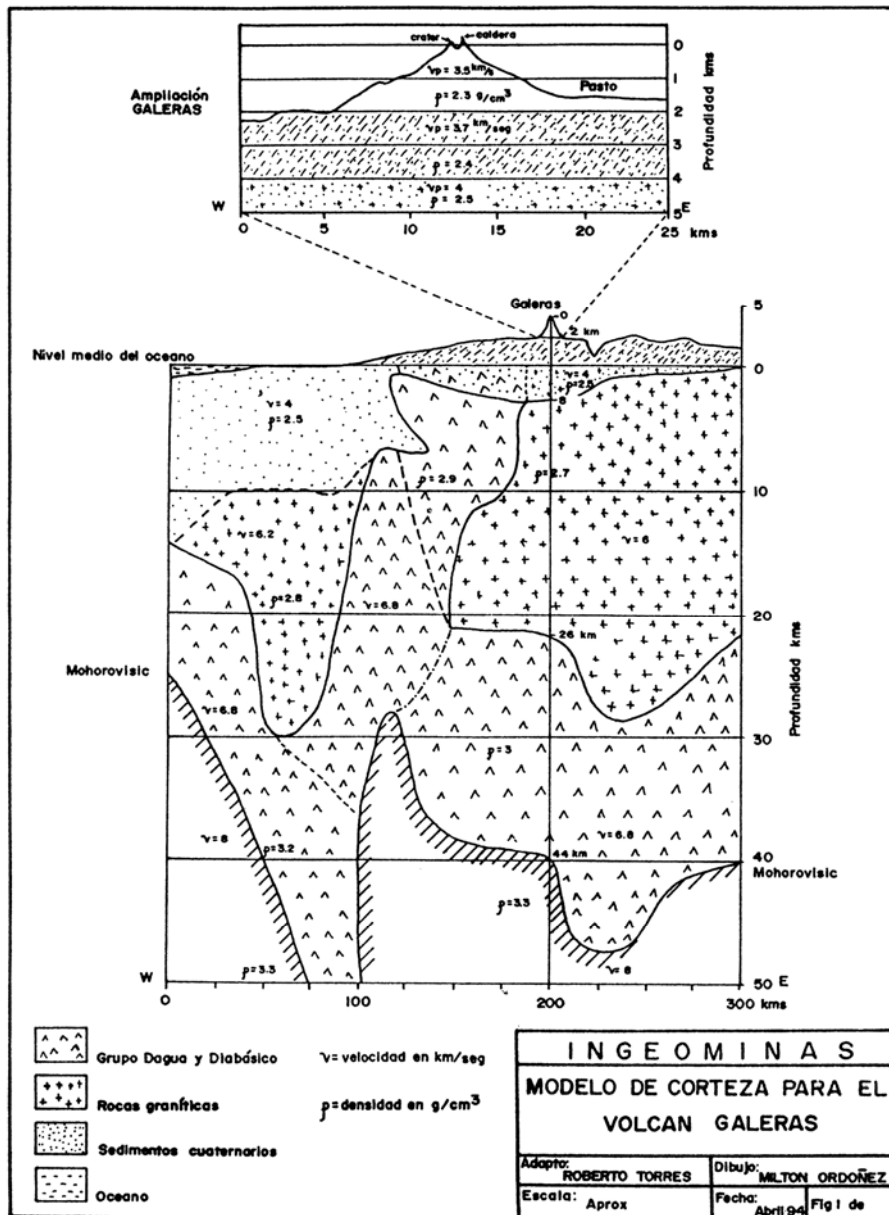 crater
caldera
vp = 3.5 km/s
ρ = 2.3 g/cm³
Pasto
Ampliación
GALERAS
vp = 3.7 km/seg
ρ = 2.4
vp = 4
ρ = 2.5
0
1
2
3
4
5
Profundidad kms
W
E
0
5
10
15
20
25 kms
Galeras
0
2 km
5
Nivel medio del oceano
0
v = 4
ρ = 2.5
v = 4
ρ = 2.5
8
ρ = 2.9
ρ = 2.7
10
v = 6.2
v = 6
ρ = 2.8
v = 6.8
20
26 km
Mohorovisic
Profundidad kms
v = 6.8
30
ρ = 3
v = 8
ρ = 3.2
v = 6.8
44 km
40
Mohorovisic
ρ = 3.3
ρ = 3.3
v = 8
W
50 E
0
100
200
300 kms
Grupo Dagua y Diabásico
v = velocidad en km/seg
Rocas graníticas
ρ = densidad en g/cm³
Sedimentos cuaternarios
Oceano
INGEOMINAS
MODELO DE CORTEZA PARA EL
VOLCAN GALERAS
Adapto: ROBERTO TORRES
Dibujo: MILTON ORDOÑEZ
Escala: Aprox
Fecha: Abril 94
Fig 1 de